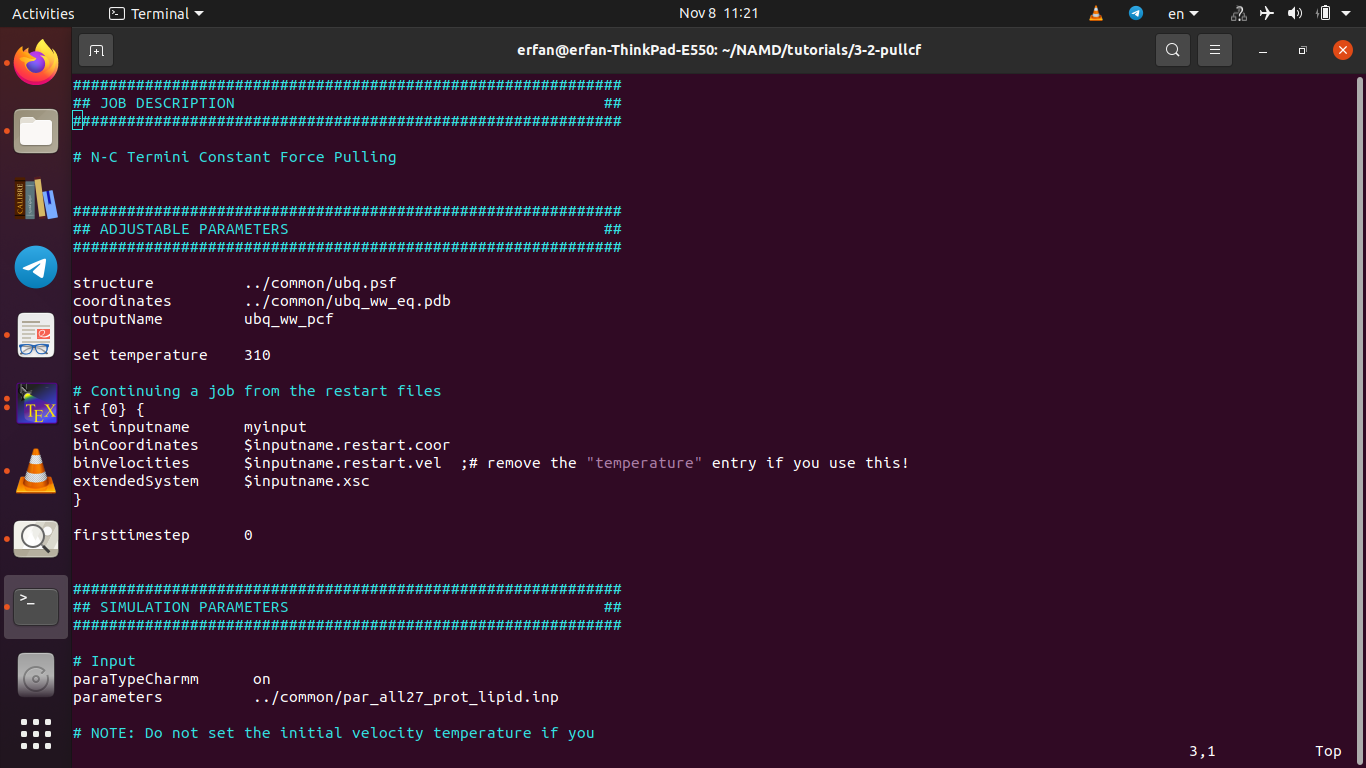 Activities
Terminal
Nov 8 11:21
en
erfan@erfan-ThinkPad-E550: ~/NAMD/tutorials/3-2-pullcf
CALIBRE
TEX
>_
#############################################################
## JOB DESCRIPTION                                         ##
#############################################################
# N-C Termini Constant Force Pulling
#############################################################
## ADJUSTABLE PARAMETERS                                   ##
#############################################################
structure          ../common/ubq.psf
coordinates        ../common/ubq_ww_eq.pdb
outputName         ubq_ww_pcf
set temperature    310
# Continuing a job from the restart files
if {0} {
set inputname      myinput
binCoordinates     $inputname.restart.coor
binVelocities      $inputname.restart.vel  ;# remove the "temperature" entry if you use this!
extendedSystem     $inputname.xsc
}
firsttimestep      0
#############################################################
## SIMULATION PARAMETERS                                   ##
#############################################################
# Input
paraTypeCharmm      on
parameters          ../common/par_all27_prot_lipid.inp
# NOTE: Do not set the initial velocity temperature if you
3,1           Top